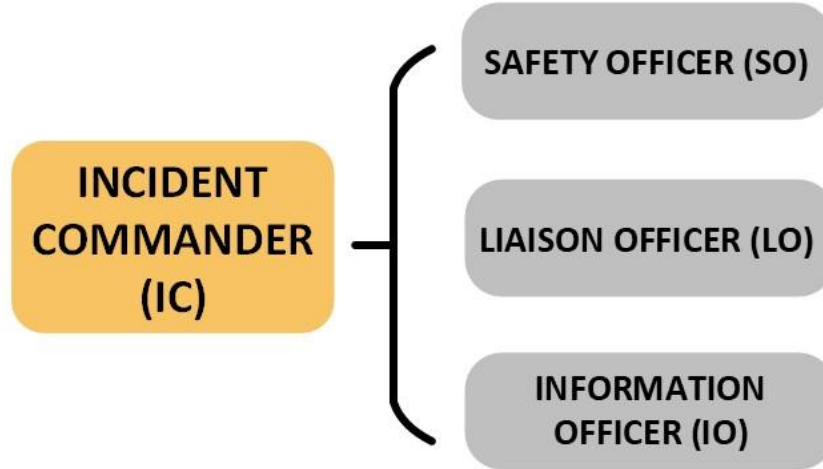 INCIDENT
COMMANDER
(IC)
SAFETY OFFICER (SO)
LIAISON OFFICER (LO)
INFORMATION
OFFICER (IO)